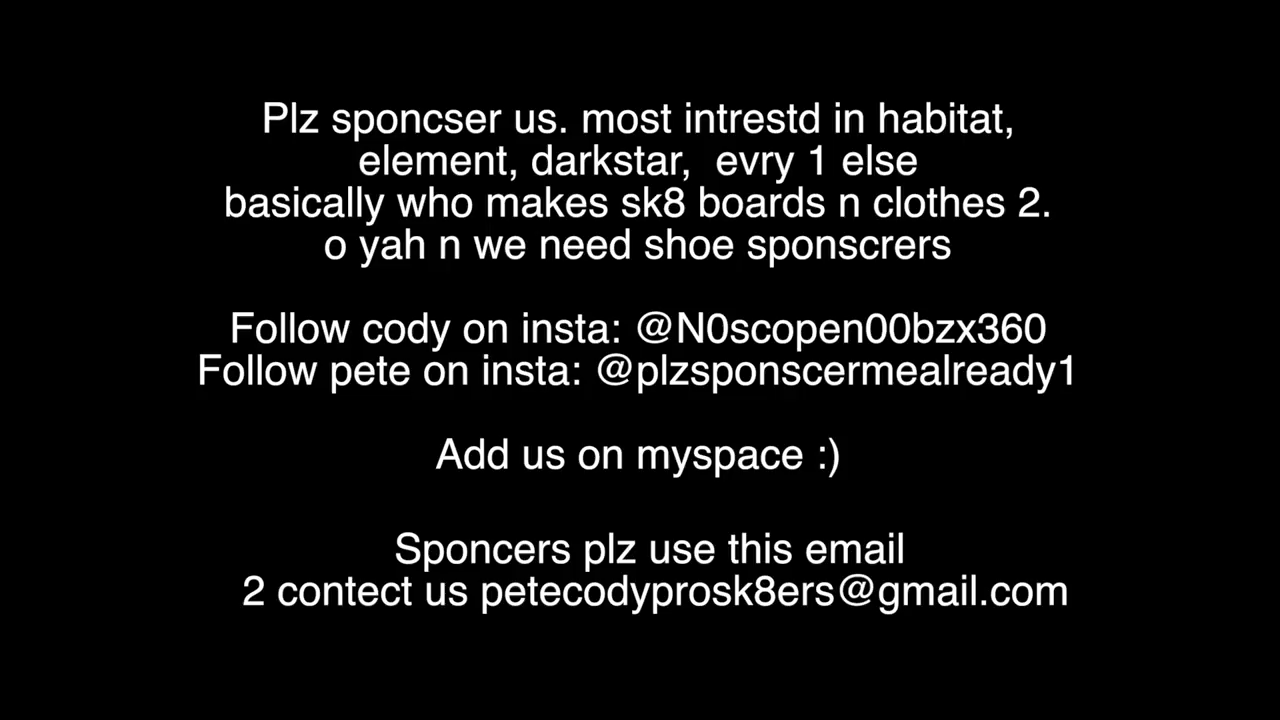 Plz sponcser us. most intrestd in habitat,
element, darkstar,  evry 1 else
basically who makes sk8 boards n clothes 2.
o yah n we need shoe sponscrers
Follow cody on insta: @N0scopen00bzx360
Follow pete on insta: @plzsponscermealready1
Add us on myspace :)
Sponcers plz use this email
2 contect us petecodyprosk8ers@gmail.com